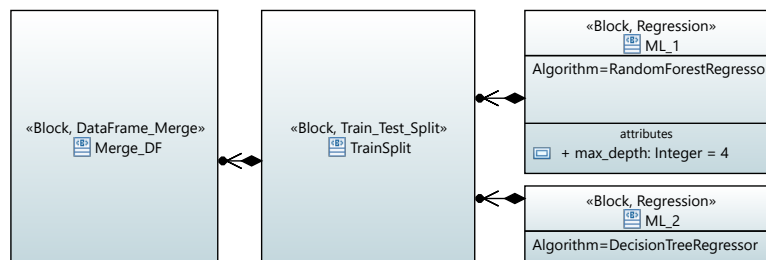 «Block, DataFrame_Merge»
Merge_DF
«Block, Train_Test_Split»
TrainSplit
«Block, Regression»
ML_1
Algorithm=RandomForestRegresso
attributes
+ max_depth: Integer = 4
«Block, Regression»
ML_2
Algorithm=DecisionTreeRegressor